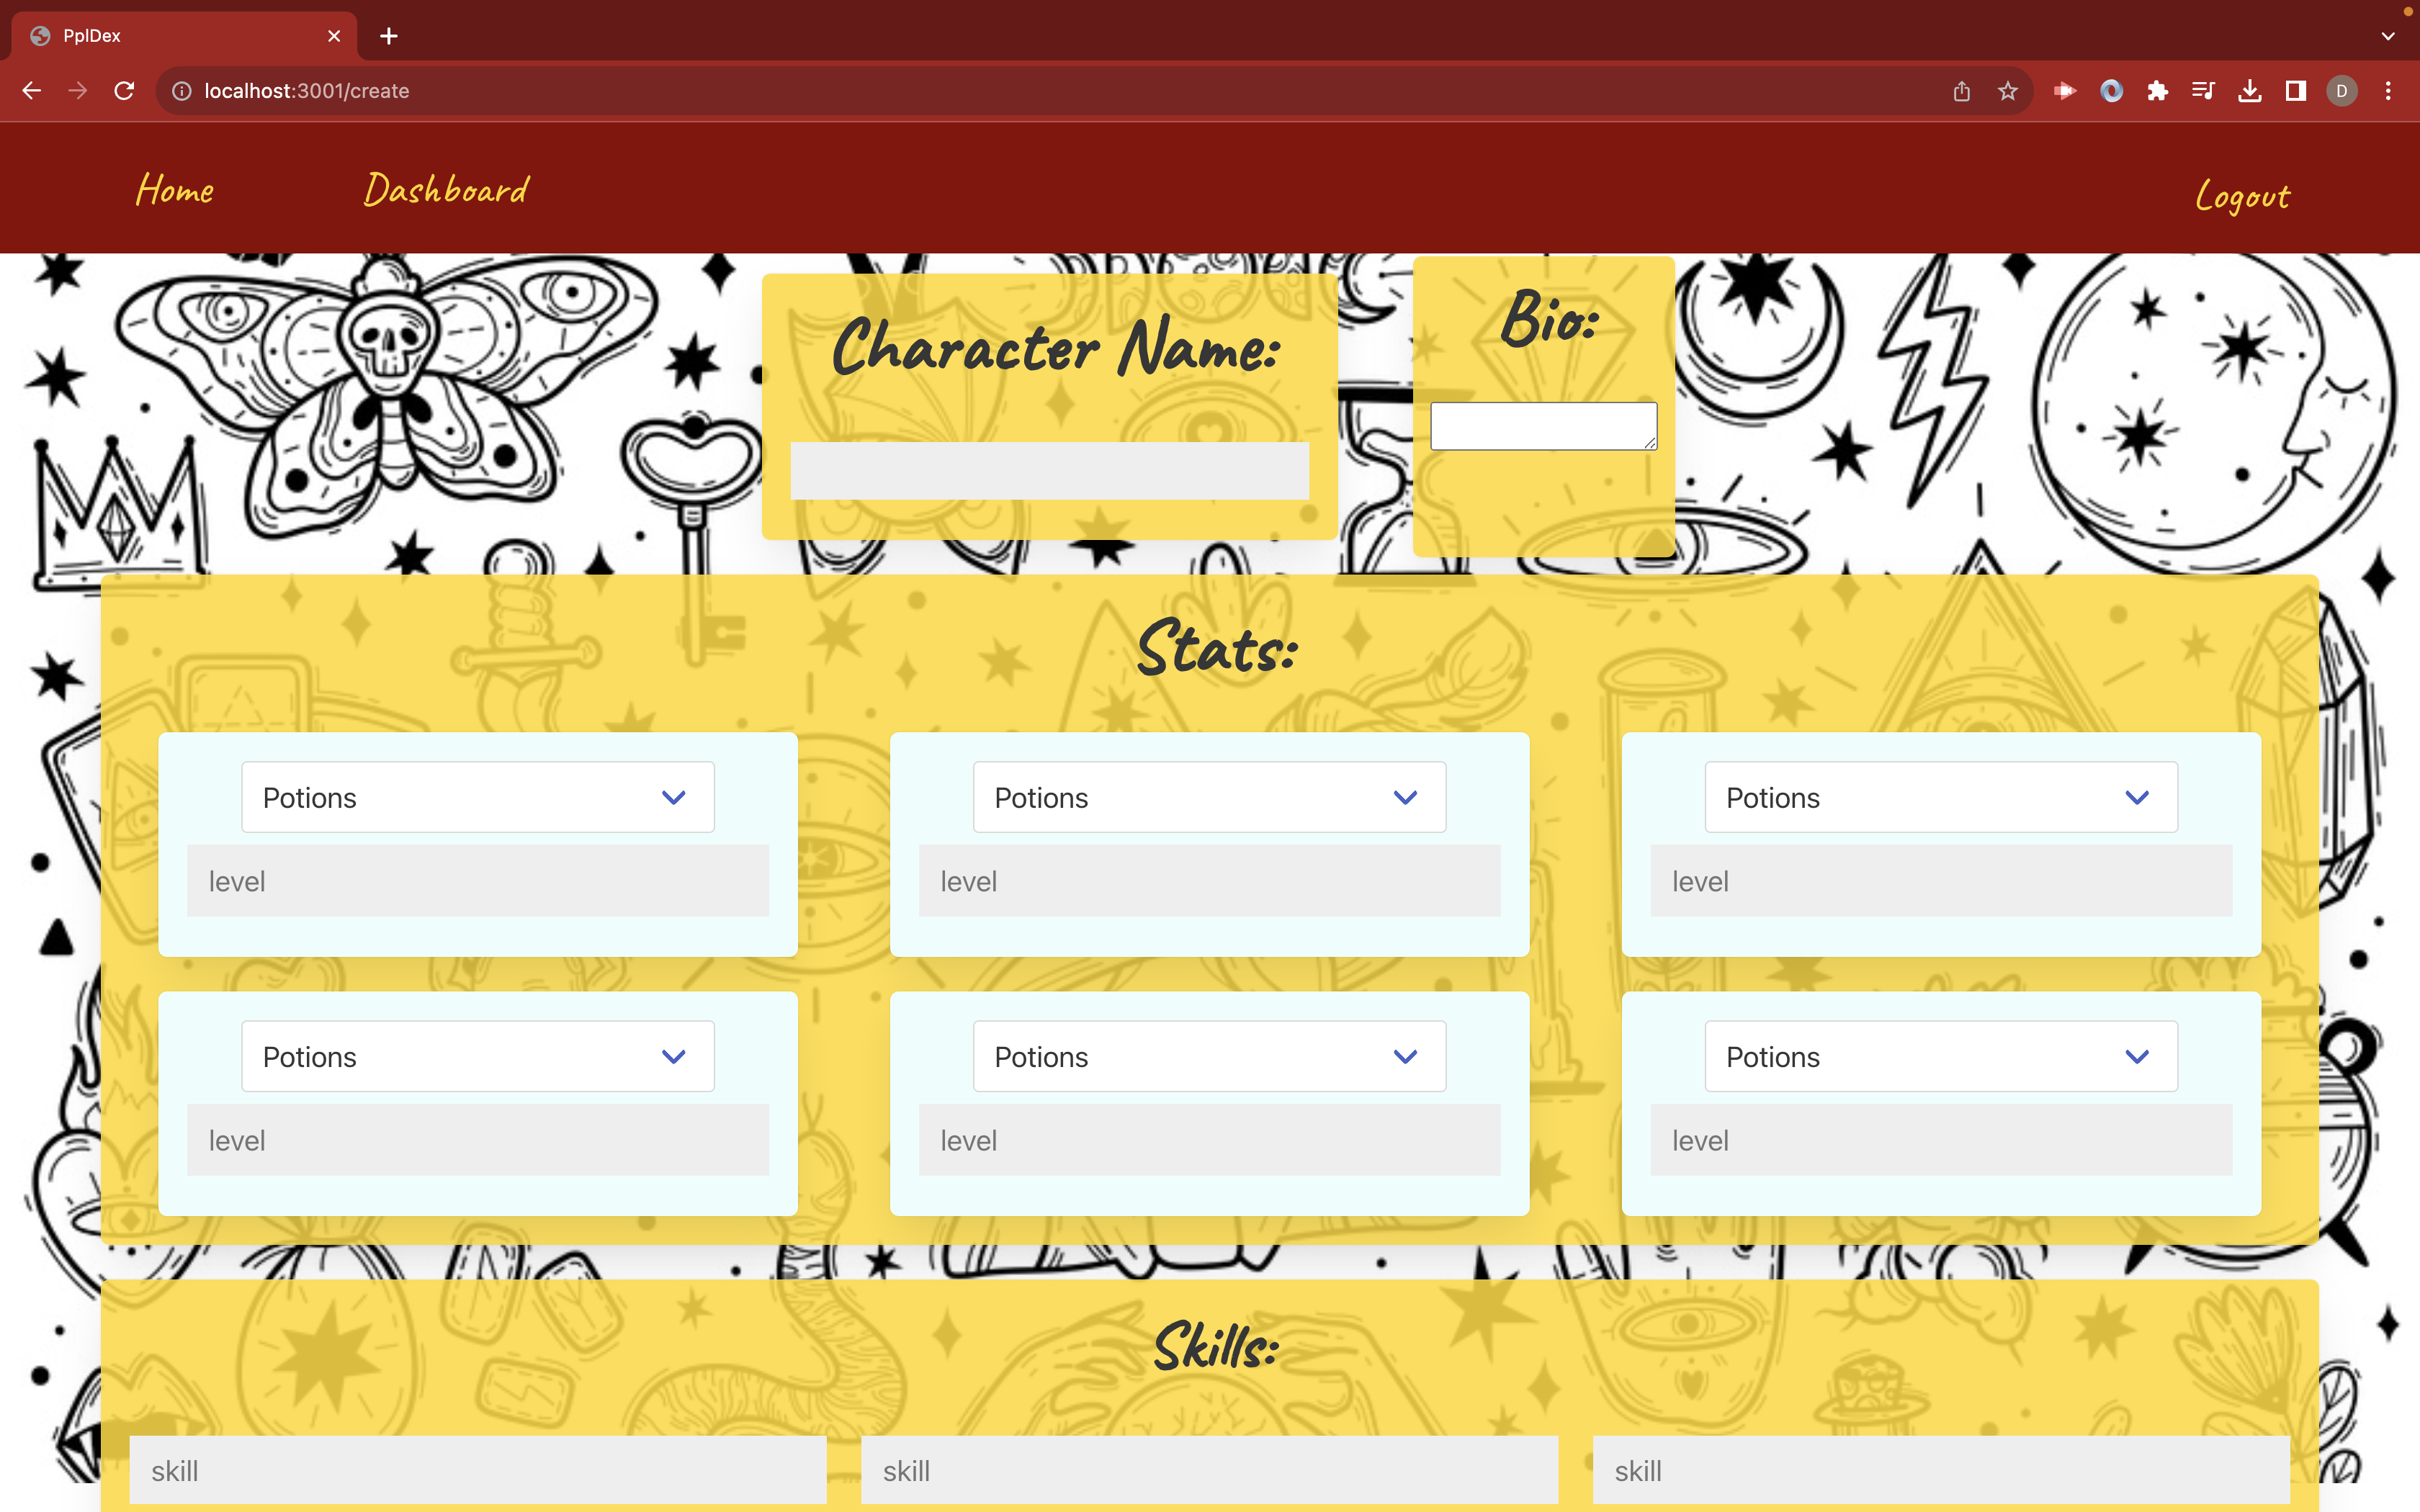 PplDex
localhost:3001/create
D
Home Dashboard Logout
Character Name:
Bio:
Stats:
Potions Potions Potions
level level level
Potions Potions Potions
level level level
Skills:
skill skill skill